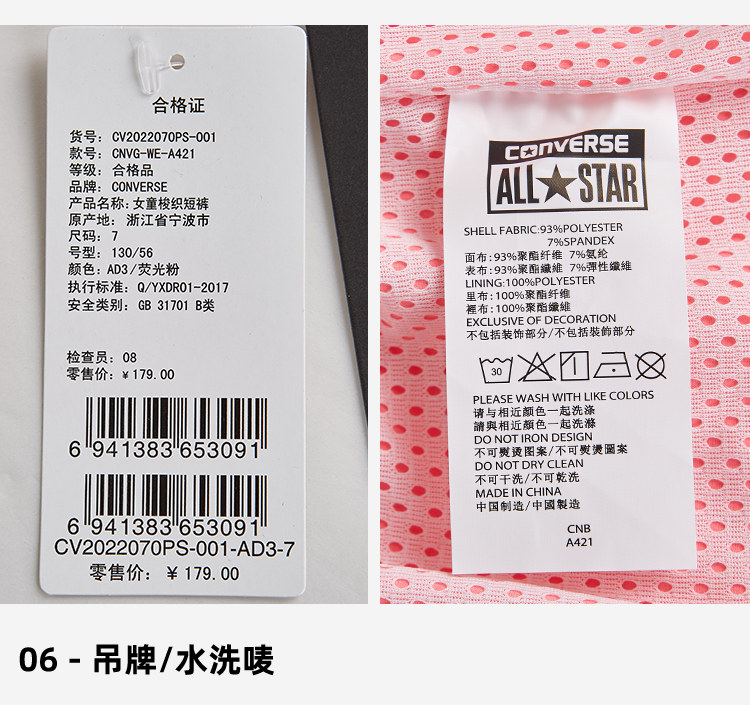 合格证
货号: CV2022070PS-001
款号: CNVG-WE-A421
等级: 合格品
品牌: CONVERSE
产品名称: 女童梭织短裤
原产地: 浙江省宁波市
尺码: 7
号型: 130/56
颜色: AD3/荧光粉
执行标准: Q/YXDR01-2017
安全类别: GB 31701 B类
检查员: 08
零售价: ¥179.00
6 941383 653091
6 941383 653091
CV2022070PS-001-AD3-7
零售价: ¥179.00
CONVERSE
ALL★STAR
SHELL FABRIC:93%POLYESTER
7%SPANDEX
面布:93%聚酯纤维 7%氨纶
表布:93%聚酯纖維 7%彈性纖維
LINING:100%POLYESTER
里布:100%聚酯纤维
裡布:100%聚酯纖維
EXCLUSIVE OF DECORATION
不包括装饰部分/不包括裝飾部分
30
PLEASE WASH WITH LIKE COLORS
请与相近颜色一起洗涤
請與相近顏色一起洗滌
DO NOT IRON DESIGN
不可熨烫图案/不可熨燙圖案
DO NOT DRY CLEAN
不可干洗/不可乾洗
MADE IN CHINA
中国制造/中國製造
CNB
A421
06 - 吊牌/水洗唛